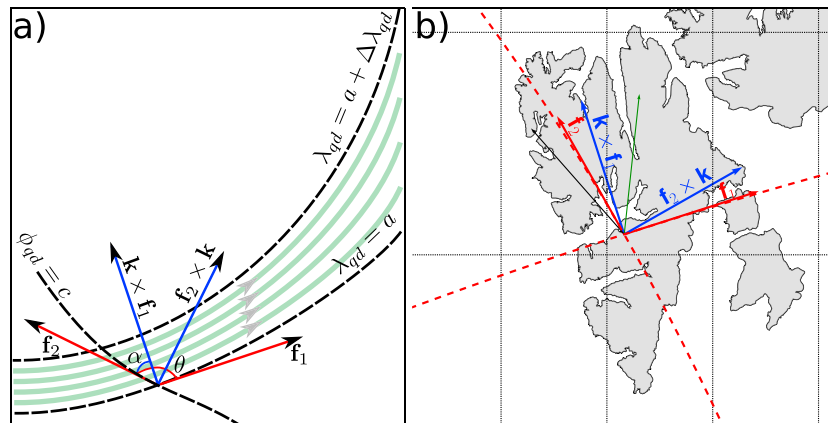 a)
λqd = a + Δλqd
λqd = a
ϕqd = c
k × f1
f2 × k
f2
α
θ
f1
b)
f2
k × f1
f2 × k
f1